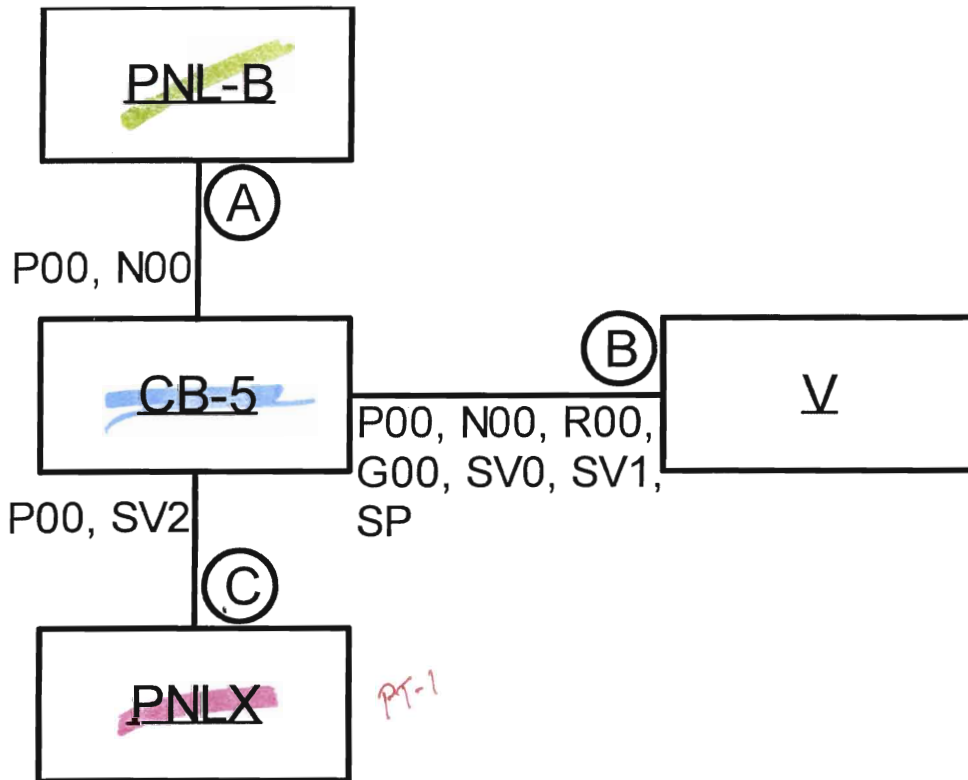 PNL-B
A
P00, N00
CB-5
B
V
P00, N00, R00,
G00, SV0, SV1,
SP
P00, SV2
C
PNLX
PT-1